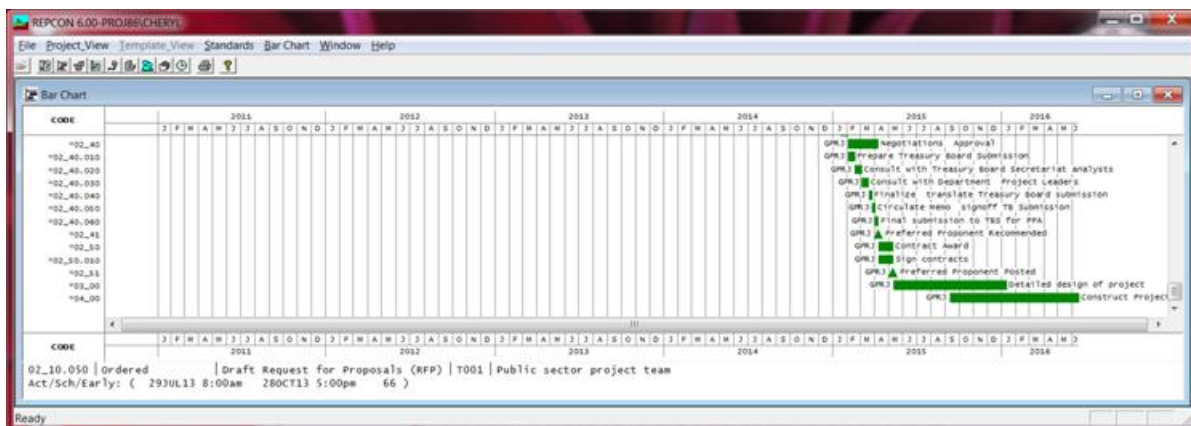 REPCON 6.00-PROJ86\CHERYL
File Project_View Template_View Standards Bar Chart Window Help
Bar Chart
CODE 2011 2012 2013 2014 2015 2016
J F M A M J J A S O N D J F M A M J J A S O N D J F M A M J J A S O N D J F M A M J J A S O N D J F M A M J J A S O N D J F M A M J
*02_40 GPRJ Negotiations Approval
*02_40.010 GPRJ Prepare Treasury Board Submission
*02_40.020 GPRJ Consult with Treasury Board Secretariat analysts
*02_40.030 GPRJ Consult with Department Project Leaders
*02_40.040 GPRJ Finalize translate Treasury Board submission
*02_40.050 GPRJ Circulate Memo signoff TB Submission
*02_40.060 GPRJ Final submission to TBS for PPA
*02_41 GPRJ Preferred Proponent Recommended
*02_50 GPRJ Contract Award
*02_50.010 GPRJ Sign contracts
*02_51 GPRJ Preferred Proponent Posted
*03_00 GPRJ Detailed design of project
*04_00 GPRJ Construct Project
CODE J F M A M J J A S O N D J F M A M J J A S O N D J F M A M J J A S O N D J F M A M J J A S O N D J F M A M J J A S O N D J F M A M J
2011 2012 2013 2014 2015 2016
02_10.050 | Ordered | Draft Request for Proposals (RFP) | T001 | Public sector project team
Act/Sch/Early: ( 29JUL13 8:00am 28OCT13 5:00pm 66 )
Ready